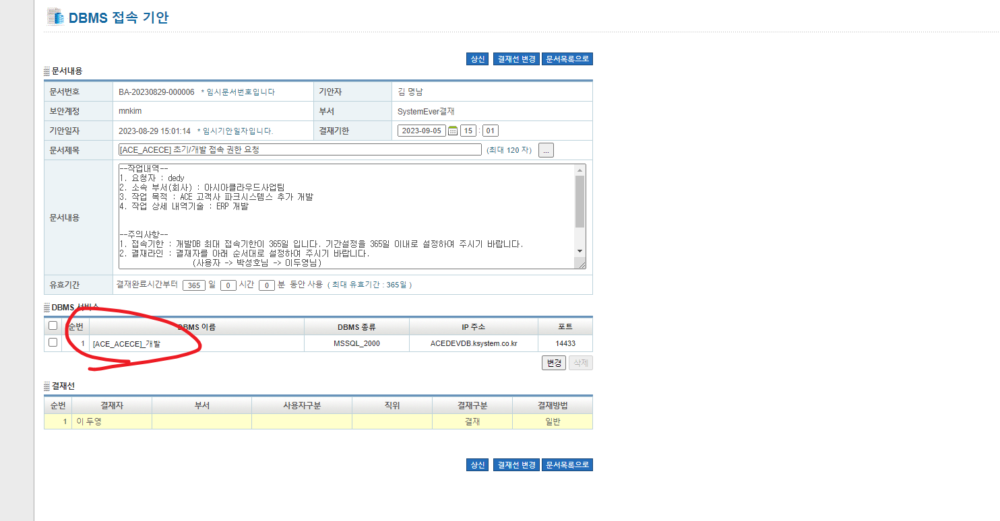 DBMS 접속 기안
상신 결재선 변경 문서목록으로
문서내용
문서번호 BA-20230829-000006 * 임시문서번호입니다 기안자 김 명남
보안계정 mnkim 부서 SystemEver결재
기안일자 2023-08-29 15:01:14 * 임시기안일자입니다. 결재기한 2023-09-05 15 : 01
문서제목 [ACE_ACECE] 초기/개발 접속 권한 요청 (최대 120 자) ...
문서내용
--작업내역--
1. 요청자 : dedy
2. 소속 부서(회사) : 아시아클라우드사업팀
3. 작업 목적 : ACE 고객사 파크시스템스 추가 개발
4. 작업 상세 내역기술 : ERP 개발
--주의사항--
1. 접속기한 : 개발DB 최대 접속기한이 365일 입니다. 기간설정을 365일 이내로 설정하여 주시기 바랍니다.
2. 결재라인 : 결재자를 아래 순서대로 설정하여 주시기 바랍니다.
(사용자 -> 박성호님 -> 이두영님)
유효기간 결재완료시간부터 365 일 0 시간 0 분 동안 사용 ( 최대 유효기간 : 365일 )
DBMS 서비스
순번 DBMS 이름 DBMS 종류 IP 주소 포트
1 [ACE_ACECE]_개발 MSSQL_2000 ACEDEVDB.ksystem.co.kr 14433
변경 삭제
결재선
순번 결재자 부서 사용자구분 직위 결재구분 결재방법
1 이 두영 결재 일반
상신 결재선 변경 문서목록으로